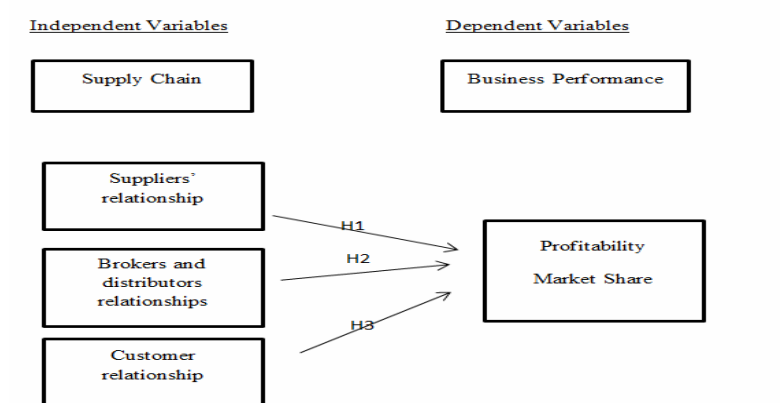 Independent Variables
Dependent Variables
Supply Chain
Business Performance
Suppliers'
relationship
H1
Brokers and
distributors
relationships
H2
Profitability
Market Share
H3
Customer
relationship